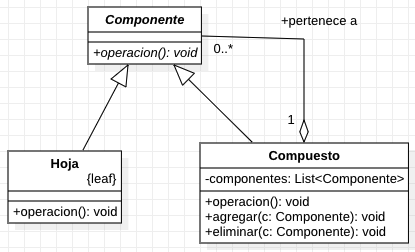 Componente
+operacion(): void
+pertenece a
0..*
1
Hoja
{leaf}
+operacion(): void
Compuesto
-componentes: List<Componente>
+operacion(): void
+agregar(c: Componente): void
+eliminar(c: Componente): void